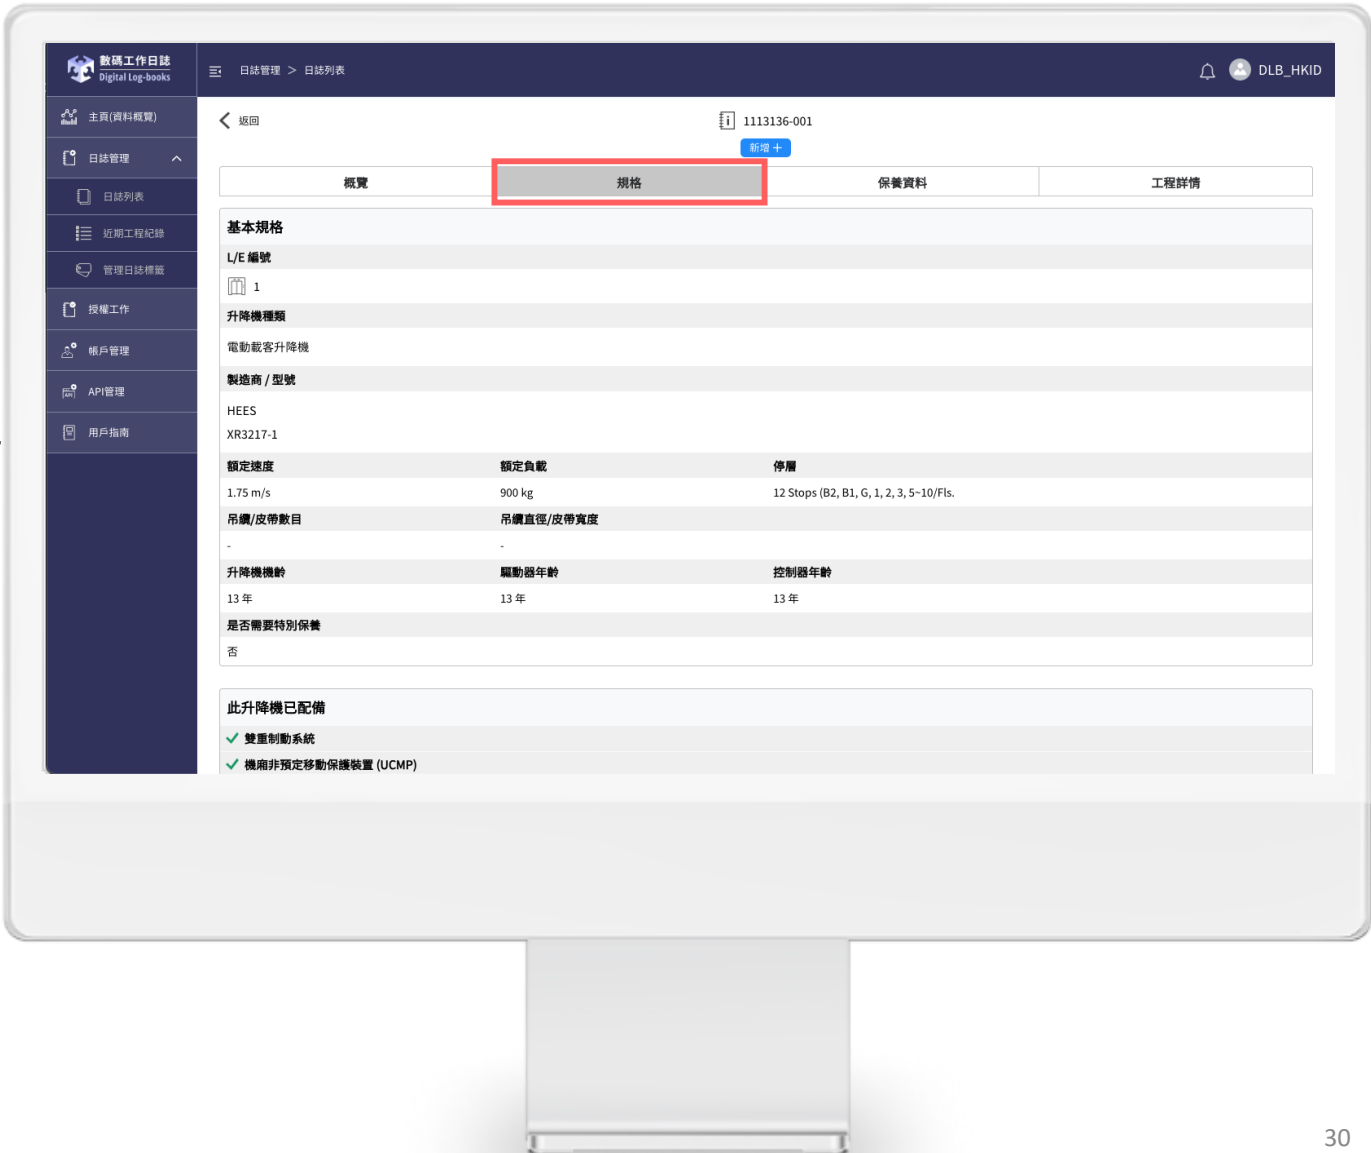 數碼工作日誌
Digital Log-books
日誌管理 > 日誌列表
DLB_HKID
主頁(資料概覽)
日誌管理
日誌列表
近期工程紀錄
管理日誌標籤
授權工作
帳戶管理
API管理
用戶指南
返回
1113136-001
新增 +
概覽 規格 保養資料 工程詳情
基本規格
L/E 編號
1
升降機種類
電動載客升降機
製造商 / 型號
HEES
XR3217-1
額定速度 額定負載 停層
1.75 m/s 900 kg 12 Stops (B2, B1, G, 1, 2, 3, 5~10/Fls.
吊纜/皮帶數目 吊纜直徑/皮帶寬度
- -
升降機機齡 驅動器年齡 控制器年齡
13 年 13 年 13 年
是否需要特別保養
否
此升降機已配備
雙重制動系統
機廂非預定移動保護裝置 (UCMP)
30